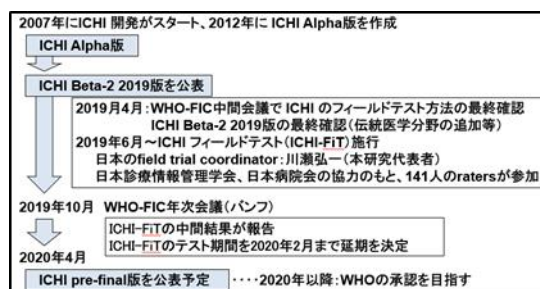 2007年にICHI 開発がスタート、2012年に ICHI Alpha版を作成
ICHI Alpha版
ICHI Beta-2 2019版を公表
2019月4月：WHO-FIC中間会議で ICHI のフィールドテスト方法の最終確認
ICHI Beta-2 2019版の最終確認（伝統医学分野の追加等）
2019年6月～ICHI フィールドテスト（ICHI-FiT）施行
日本のfield trial coordinator：川瀬弘一（本研究代表者）
日本診療情報管理学会、日本病院会の協力のもと、141人のratersが参加
2019年10月 WHO-FIC年次会議（バンフ）
ICHI-FiTの中間結果が報告
ICHI-FiTのテスト期間を2020年2月まで延期を決定
2020年4月
ICHI pre-final版を公表予定 ････2020年以降：WHOの承認を目指す